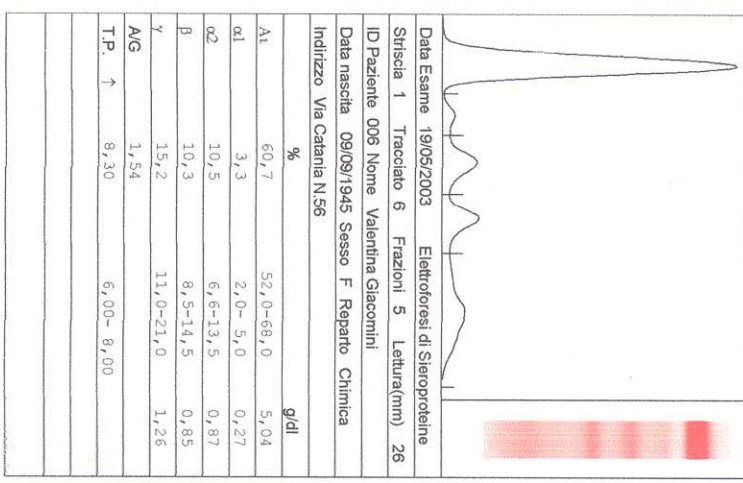 Data Esame 19/05/2003 Elettroforesi di Sieroproteine
Striscia 1 Tracciato 6 Frazioni 5 Lettura(mm) 26
ID Paziente 006 Nome Valentina Giacomini
Data nascita 09/09/1945 Sesso F Reparto Chimica
Indirizzo Via Catania N.56
% g/dl
A1 60,7 52,0-68,0 5,04
α1 3,3 2,0- 5,0 0,27
α2 10,5 6,6-13,5 0,87
β 10,3 8,5-14,5 0,85
γ 15,2 11,0-21,0 1,26
A/G 1,54
T.P. ↑ 8,30 6,00- 8,00